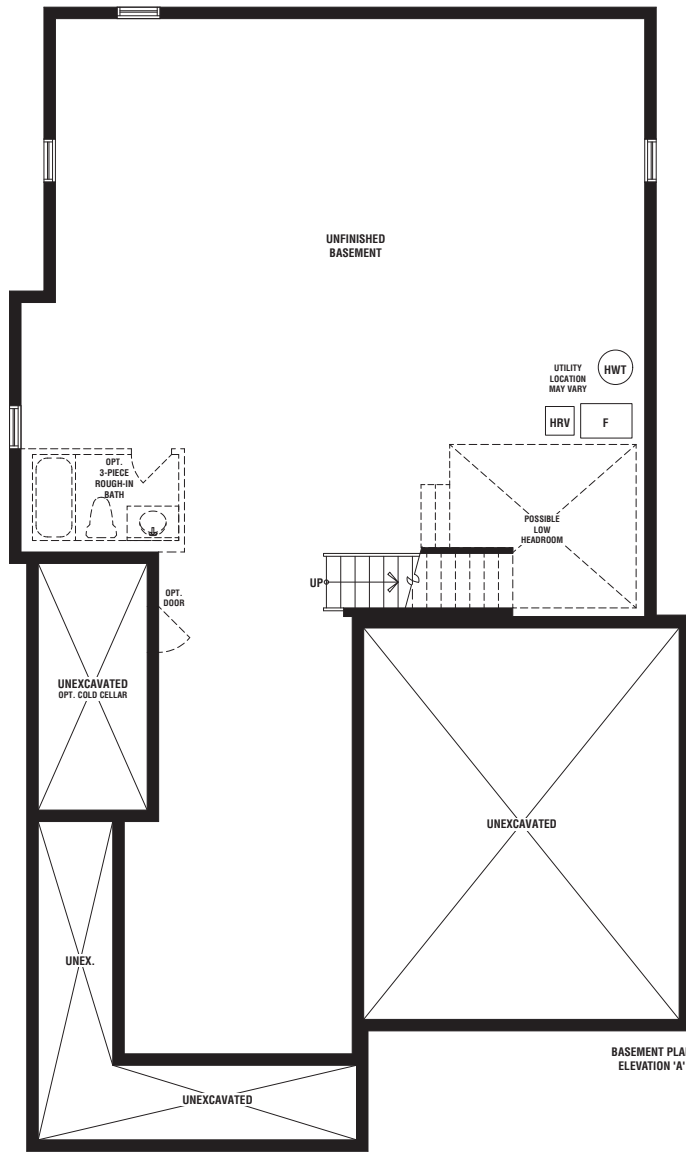 UNFINISHED
BASEMENT
UTILITY
LOCATION
MAY VARY
HWT
HRV
F
OPT.
3-PIECE
ROUGH-IN
BATH
POSSIBLE
LOW
HEADROOM
UP
OPT.
DOOR
UNEXCAVATED
OPT. COLD CELLAR
UNEXCAVATED
UNEX.
BASEMENT PLA
ELEVATION 'A'
UNEXCAVATED